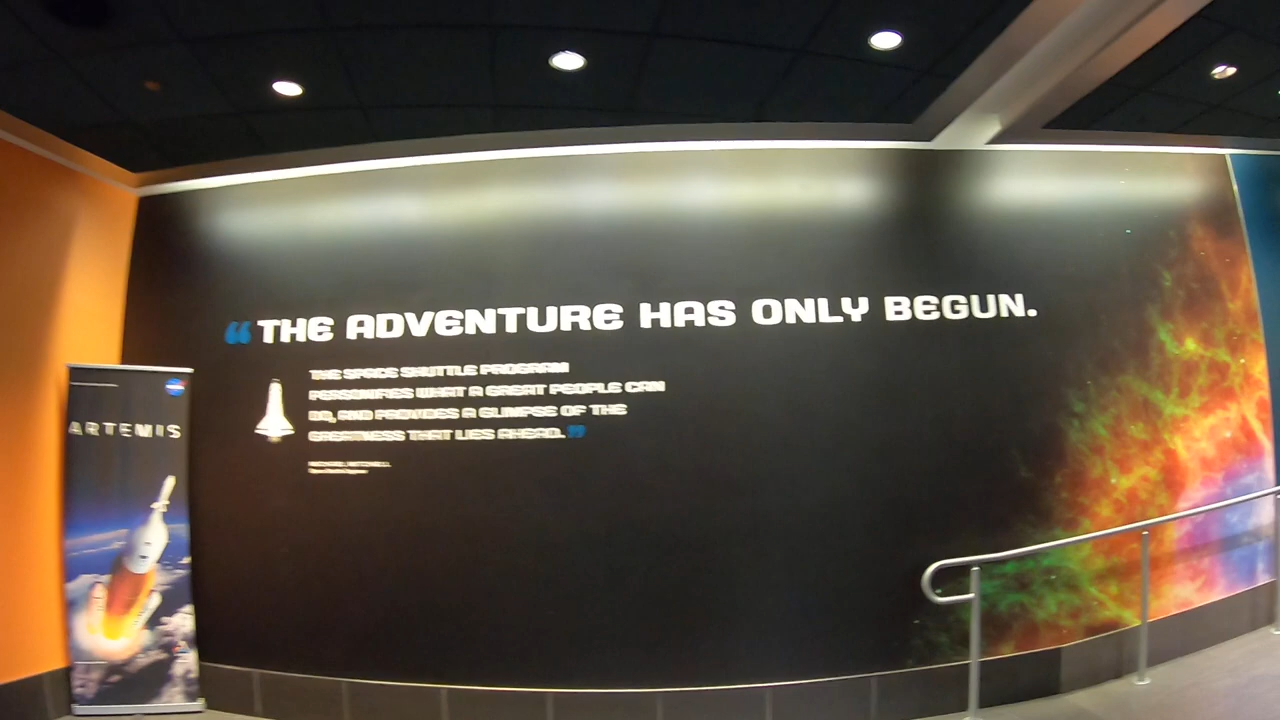 “THE ADVENTURE HAS ONLY BEGUN.
THE SPACE SHUTTLE PROGRAM
PERSONIFIES WHAT A GREAT PEOPLE CAN
DO, AND PROVIDES A GLIMPSE OF THE
GREATNESS THAT LIES AHEAD.”
ARTEMIS